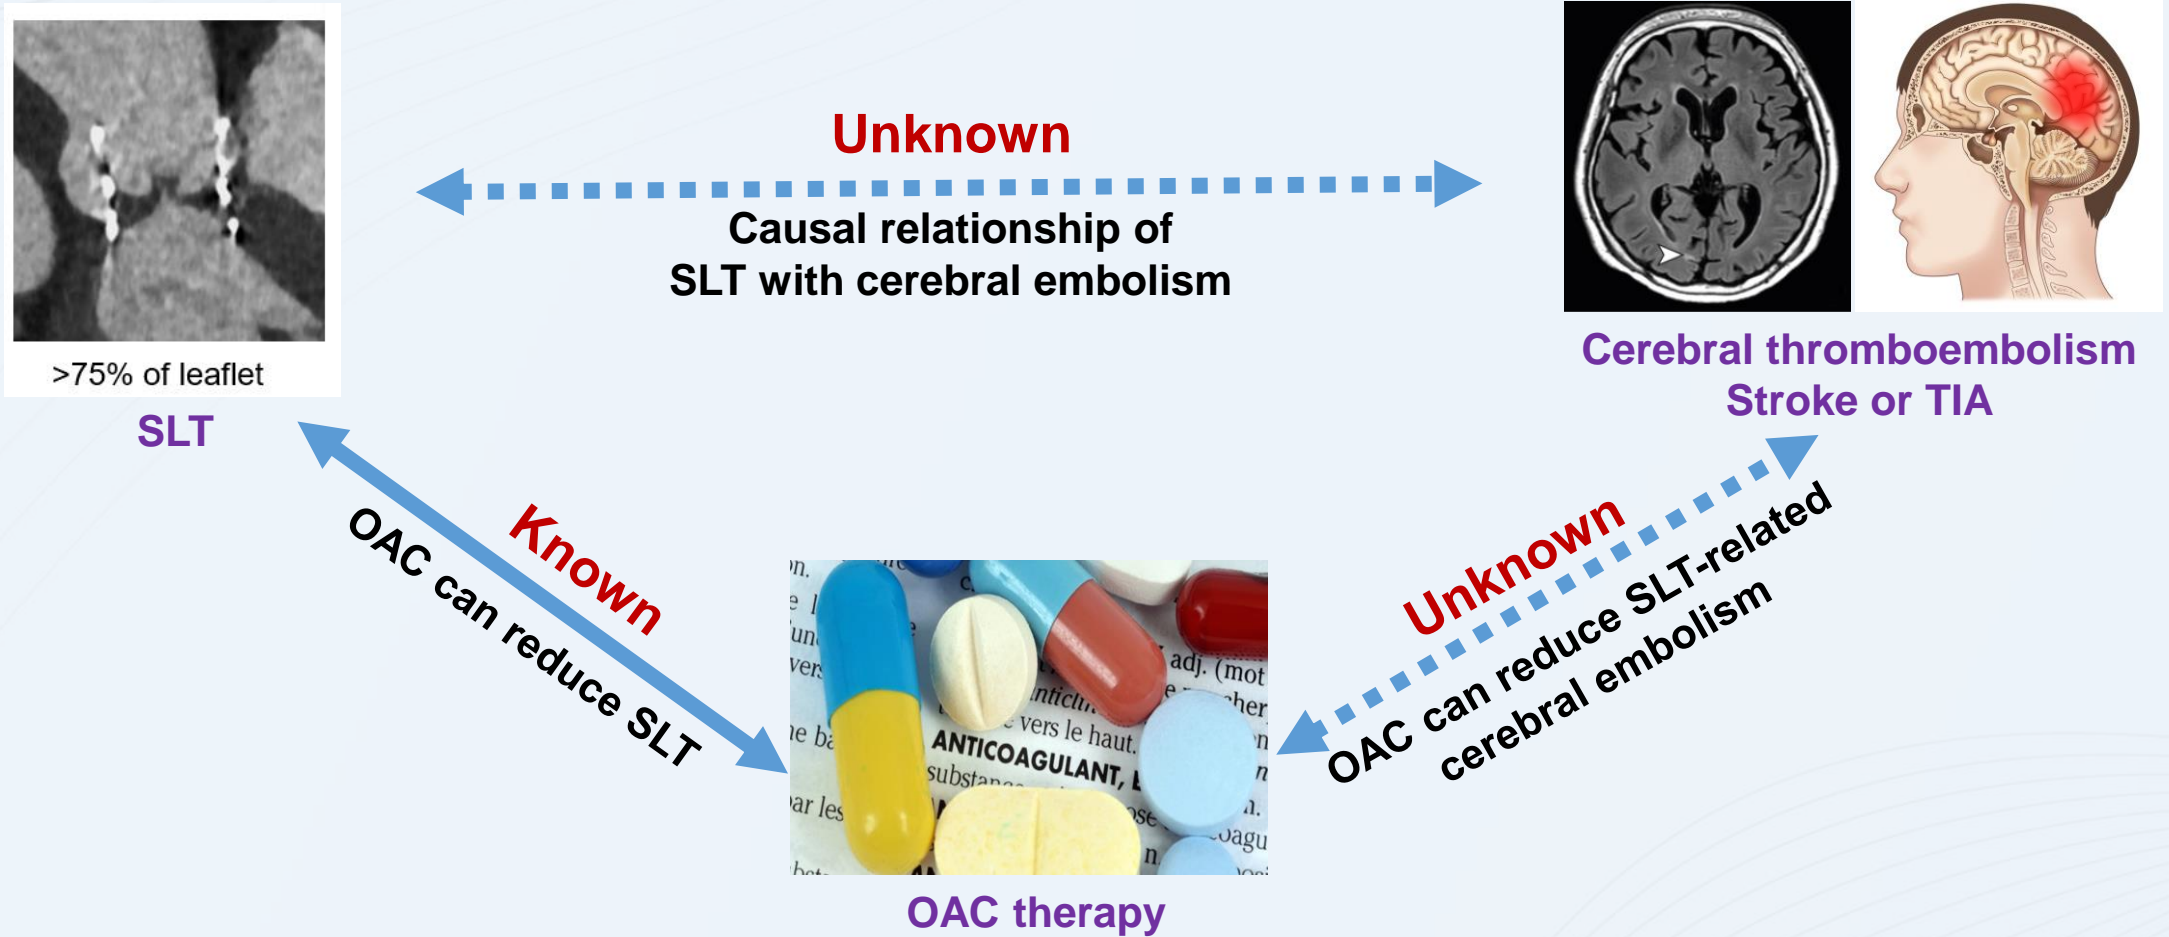 Unknown
Causal relationship of
SLT with cerebral embolism
>75% of leaflet
SLT
Cerebral thromboembolism
Stroke or TIA
Known
OAC can reduce SLT
Unknown
OAC can reduce SLT-related
cerebral embolism
adj. (mot
vers le haut.
ANTICOAGULANT,
ar les
OAC therapy